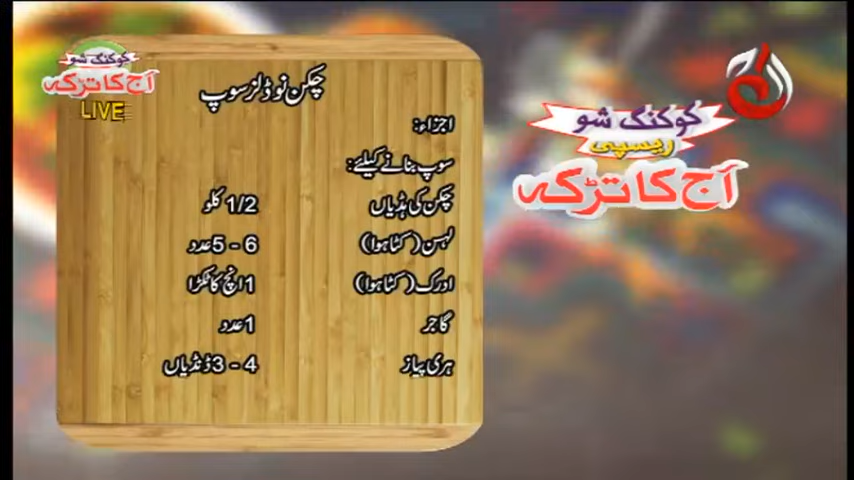 کوکنگ شو
آج کا تڑکہ
LIVE
چکن نوڈلز سوپ
اجزاء:
سوپ بنانے کیلئے:
چکن کی ہڈیاں 1/2 کلو
لہسن (کٹا ہوا) 5 - 6 عدد
ادرک (کٹا ہوا) 1 انچ کا ٹکڑا
گاجر 1 عدد
ہری پیاز 3 - 4 ڈنڈیاں
کوکنگ شو
ریسپی
آج کا تڑکہ